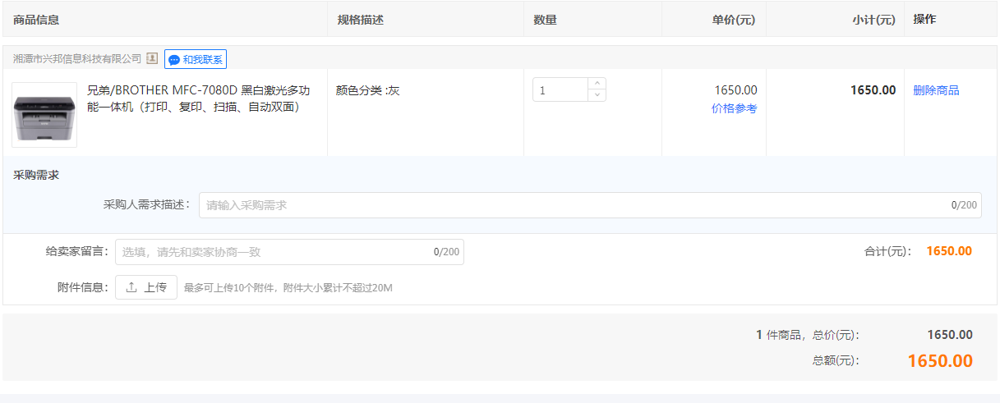 商品信息 规格描述 数量 单价(元) 小计(元) 操作
湘潭市兴邦信息科技有限公司 和我联系
兄弟/BROTHER MFC-7080D 黑白激光多功 颜色分类 :灰 1 1650.00 1650.00 删除商品
能一体机（打印、复印、扫描、自动双面） 价格参考
采购需求
采购人需求描述： 请输入采购需求 0/200
给卖家留言： 选填，请先和卖家协商一致 0/200 合计(元)： 1650.00
附件信息： 上传 最多可上传10个附件，附件大小累计不超过20M
1 件商品，总价(元)： 1650.00
总额(元)： 1650.00